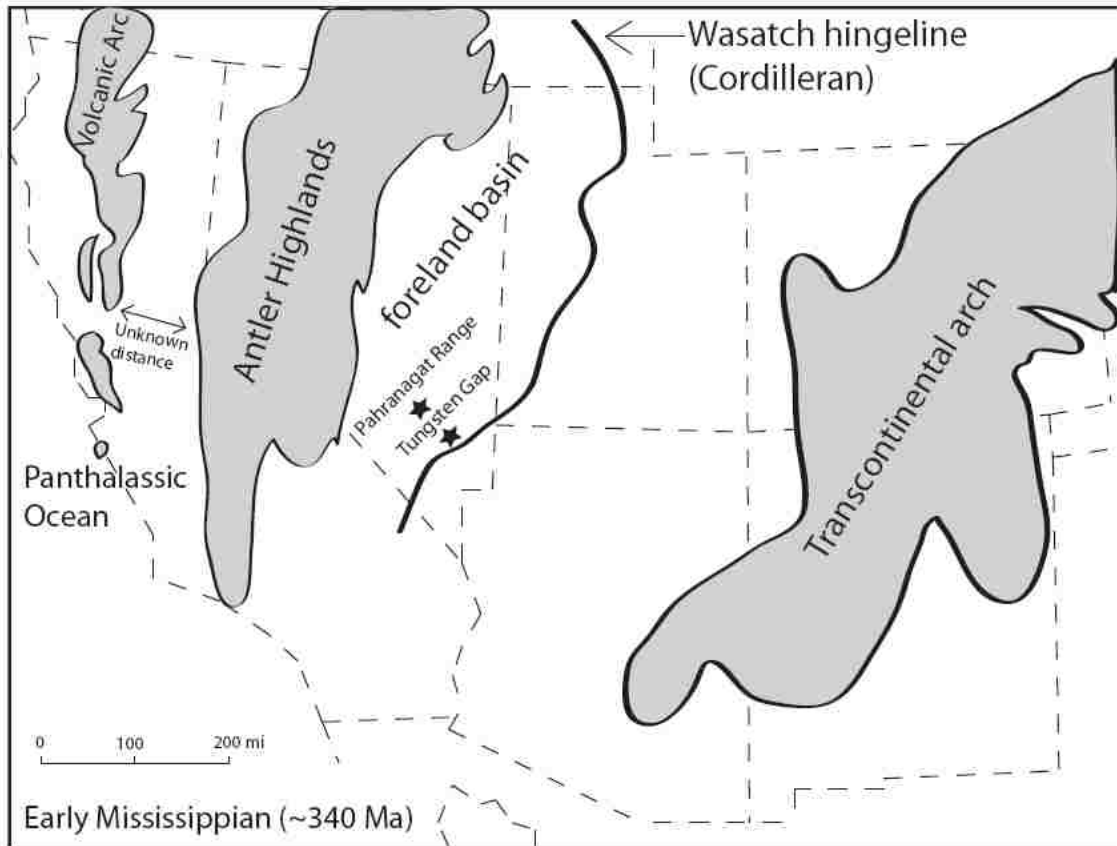 Volcanic Arc
Wasatch hingeline
(Cordilleran)
Antler Highlands
foreland basin
Unknown
distance
Pahranagat Range
Tungsten Gap
Transcontinental arch
Panthalassic
Ocean
0 100 200 mi
Early Mississippian (~340 Ma)